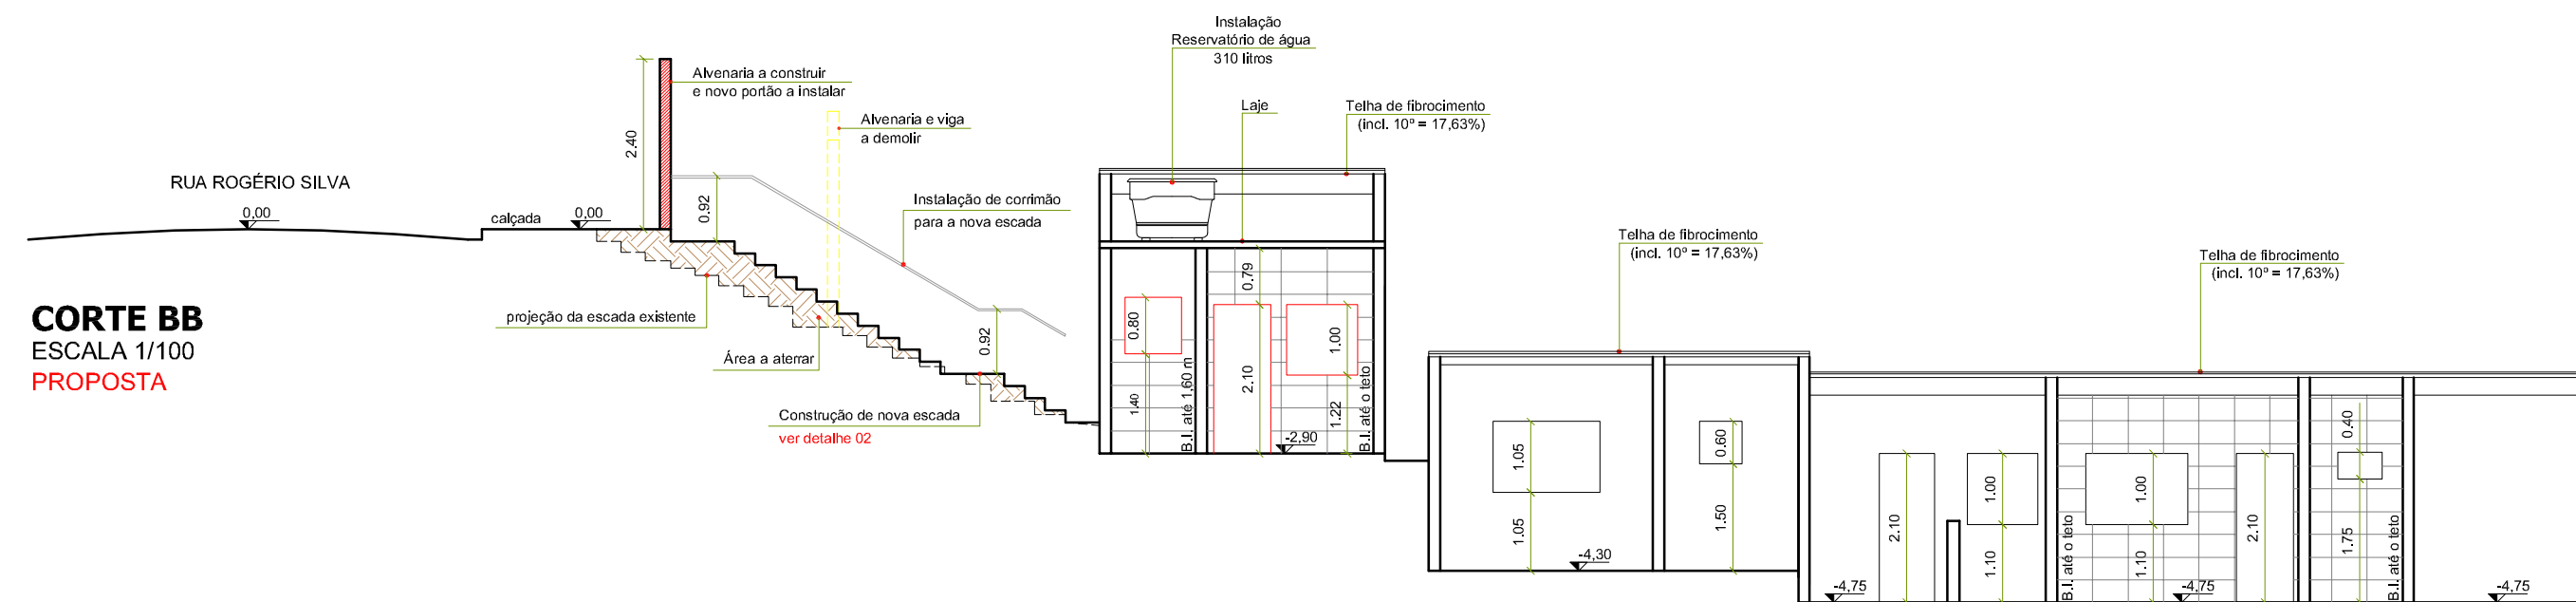 Instalação
Reservatório de água
310 litros
Alvenaria a construir
e novo portão a instalar
Laje
Telha de fibrocimento
(incl. 10º = 17,63%)
Alvenaria e viga
a demolir
2.40
RUA ROGÉRIO SILVA
0,00
calçada
0,00
0.92
Instalação de corrimão
para a nova escada
Telha de fibrocimento
(incl. 10º = 17,63%)
Telha de fibrocimento
(incl. 10º = 17,63%)
CORTE BB
ESCALA 1/100
PROPOSTA
projeção da escada existente
Área a aterrar
0.92
Construção de nova escada
ver detalhe 02
0.80
1.40
B.I. até 1,60 m
0.79
2.10
1.00
1.22
B.I. até o teto
-2,90
1.05
1.05
-4,30
0.60
1.50
-4,75
2.10
1.00
1.10
B.I. até o teto
1.00
1.10
-4,75
2.10
0.40
1.75
B.I. até o teto
-4,75